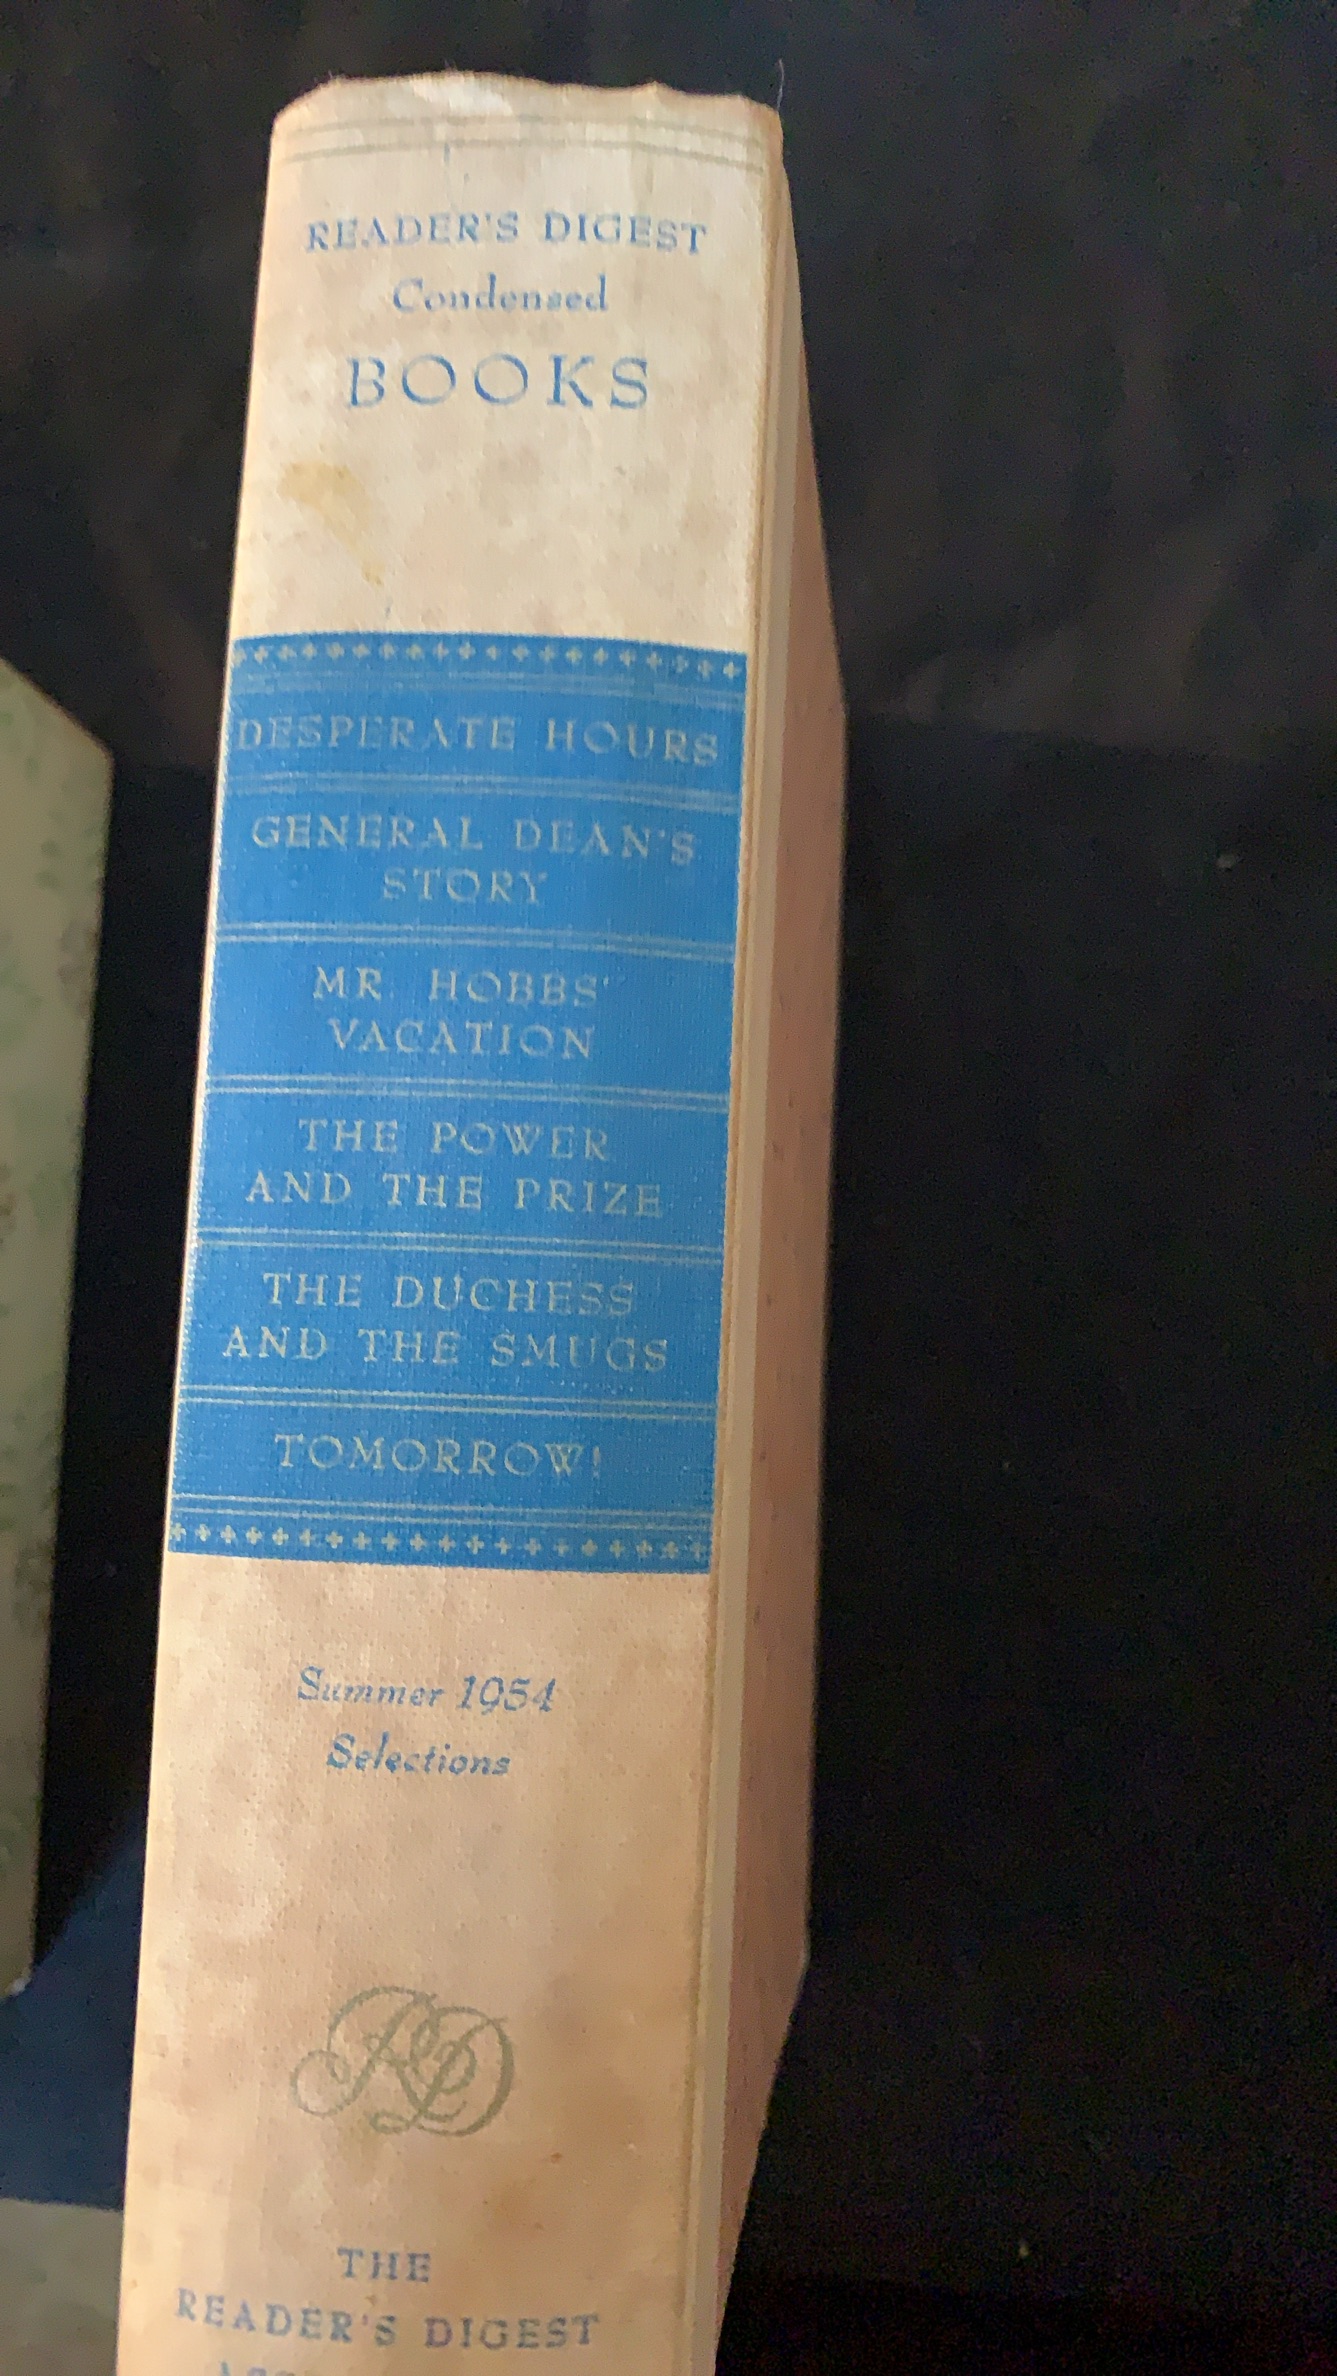 READER'S DIGEST
Condensed
BOOKS
DESPERATE HOURS
GENERAL DEAN'S
STORY
MR. HOBBS'
VACATION
THE POWER
AND THE PRIZE
THE DUCHESS
AND THE SMUGS
TOMORROW!
Summer 1954
Selections
RD
THE
READER'S DIGEST